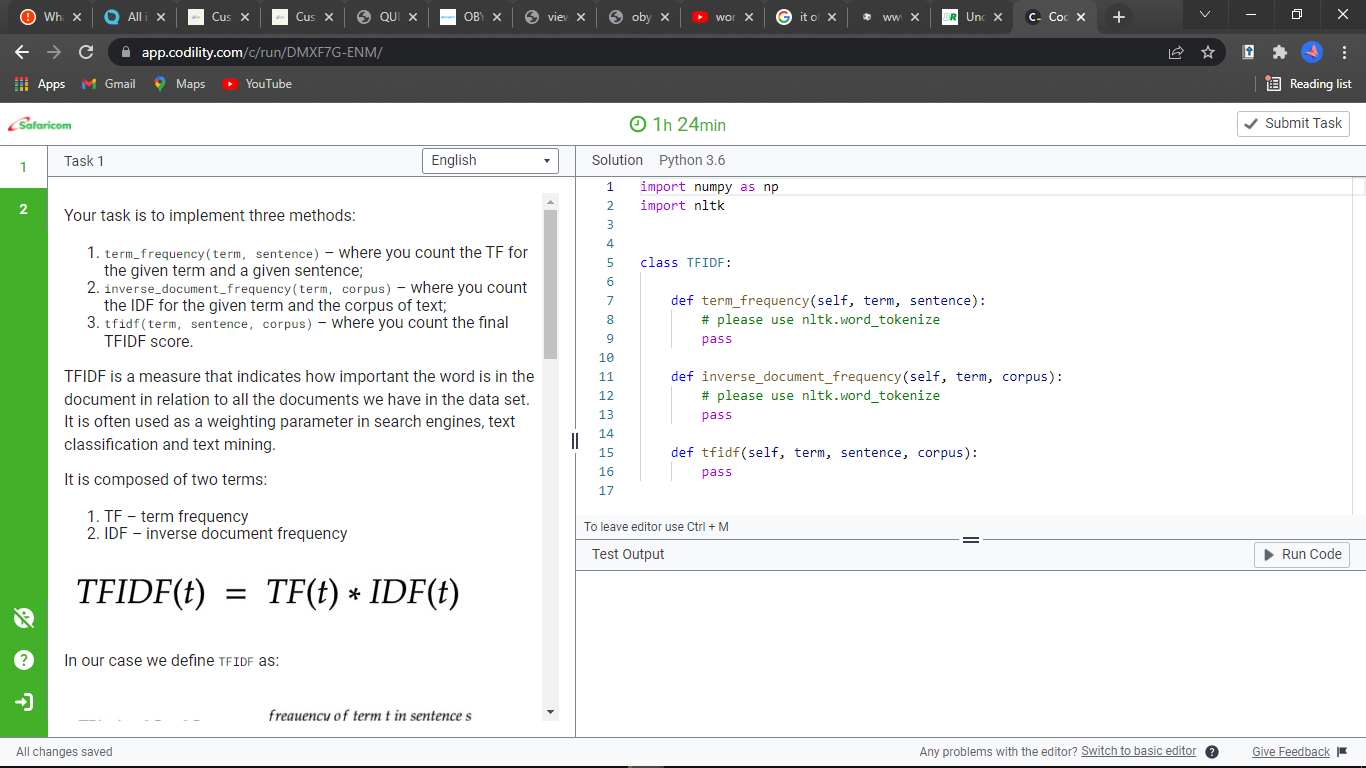 Wha
All i
Cus
Cus
QUI
OBY
viev
oby
wor
it of
ww
Unc
Coc
app.codility.com/c/run/DMXF7G-ENM/
Apps
Gmail
Maps
YouTube
Reading list
Safaricom
1h 24min
Submit Task
1
2
Task 1
English
Your task is to implement three methods:
1. term_frequency(term, sentence) – where you count the TF for
the given term and a given sentence;
2. inverse_document_frequency(term, corpus) – where you count
the IDF for the given term and the corpus of text;
3. tfidf(term, sentence, corpus) – where you count the final
TFIDF score.
TFIDF is a measure that indicates how important the word is in the
document in relation to all the documents we have in the data set.
It is often used as a weighting parameter in search engines, text
classification and text mining.
It is composed of two terms:
1. TF – term frequency
2. IDF – inverse document frequency
TFIDF(t) = TF(t) * IDF(t)
In our case we define TFIDF as:
frequency of term t in sentence s
Solution Python 3.6
1 import numpy as np
2 import nltk
3
4
5 class TFIDF:
6
7 def term_frequency(self, term, sentence):
8 # please use nltk.word_tokenize
9 pass
10
11 def inverse_document_frequency(self, term, corpus):
12 # please use nltk.word_tokenize
13 pass
14
15 def tfidf(self, term, sentence, corpus):
16 pass
17
To leave editor use Ctrl + M
Test Output
Run Code
All changes saved
Any problems with the editor? Switch to basic editor
Give Feedback